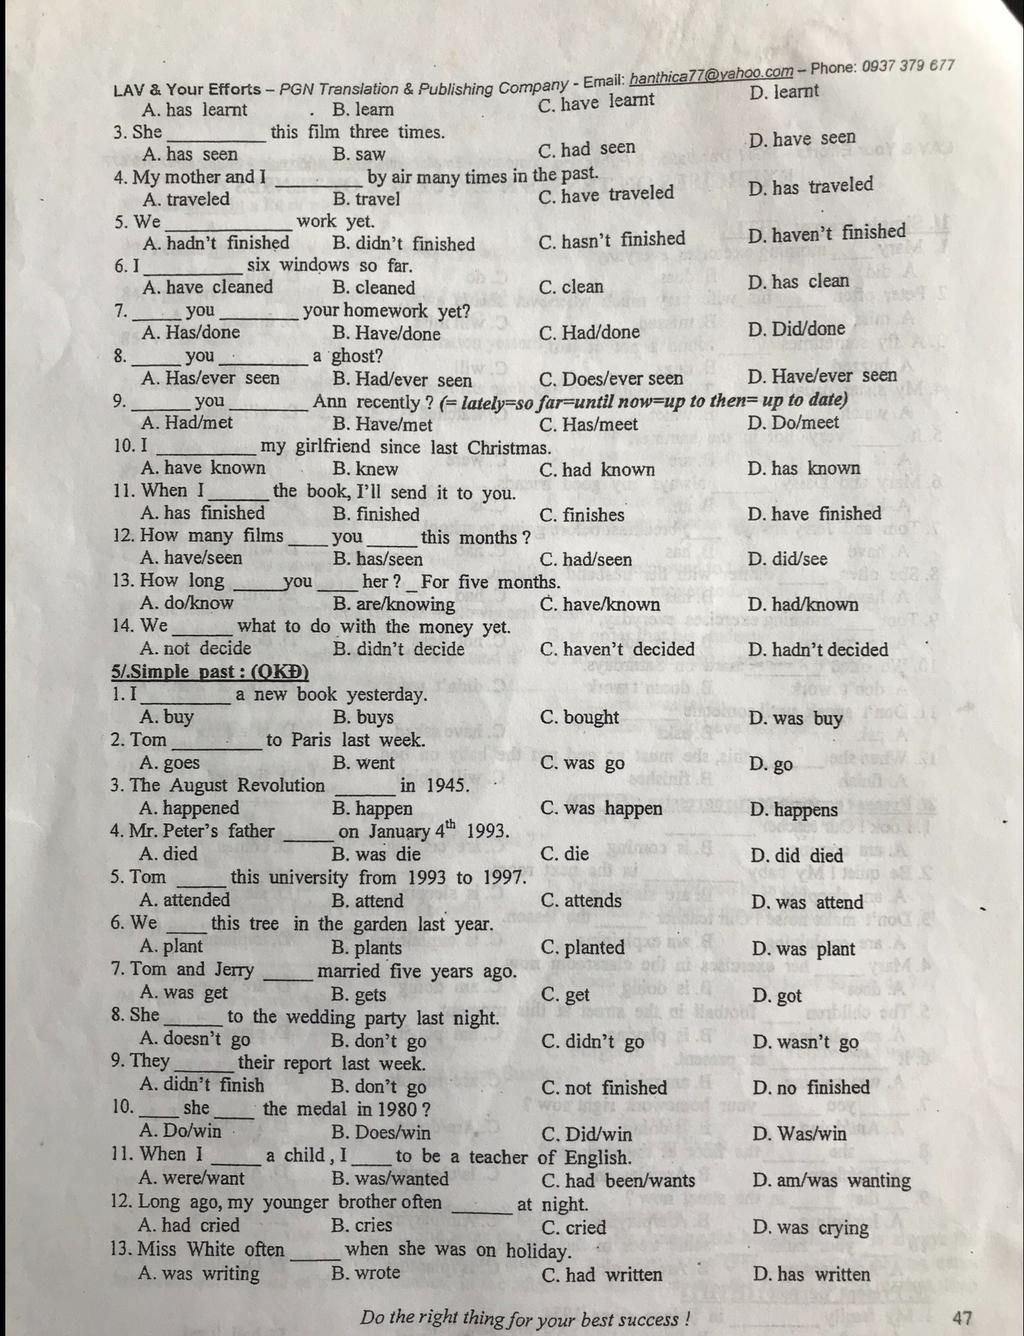 LAV & Your Efforts – PGN Translation & Publishing Company - Email: hanthica77@yahoo.com – Phone: 0937 379 677
A. has learnt . B. learn C. have learnt D. learnt
3. She __________ this film three times.
A. has seen B. saw C. had seen D. have seen
4. My mother and I _________ by air many times in the past.
A. traveled B. travel C. have traveled D. has traveled
5. We _____________ work yet.
A. hadn't finished B. didn't finished C. hasn't finished D. haven't finished
6. I __________ six windows so far.
A. have cleaned B. cleaned C. clean D. has clean
7. _____ you ________ your homework yet?
A. Has/done B. Have/done C. Had/done D. Did/done
8. _____ you _________ a ghost?
A. Has/ever seen B. Had/ever seen C. Does/ever seen D. Have/ever seen
9. ______ you ________ Ann recently ? (= lately=so far=until now=up to then= up to date)
A. Had/met B. Have/met C. Has/meet D. Do/meet
10. I __________ my girlfriend since last Christmas.
A. have known B. knew C. had known D. has known
11. When I ______ the book, I'll send it to you.
A. has finished B. finished C. finishes D. have finished
12. How many films ____ you _____ this months ?
A. have/seen B. has/seen C. had/seen D. did/see
13. How long _____ you ____ her ? _ For five months.
A. do/know B. are/knowing C. have/known D. had/known
14. We ______ what to do with the money yet.
A. not decide B. didn't decide C. haven't decided D. hadn't decided
5/.Simple past : (QKĐ)
1. I _________ a new book yesterday.
A. buy B. buys C. bought D. was buy
2. Tom _________ to Paris last week.
A. goes B. went C. was go D. go
3. The August Revolution ______ in 1945.
A. happened B. happen C. was happen D. happens
4. Mr. Peter's father _____ on January 4th 1993.
A. died B. was die C. die D. did died
5. Tom _____ this university from 1993 to 1997.
A. attended B. attend C. attends D. was attend
6. We ____ this tree in the garden last year.
A. plant B. plants C. planted D. was plant
7. Tom and Jerry _____ married five years ago.
A. was get B. gets C. get D. got
8. She ______ to the wedding party last night.
A. doesn't go B. don't go C. didn't go D. wasn't go
9. They ______ their report last week.
A. didn't finish B. don't go C. not finished D. no finished
10. ____ she ____ the medal in 1980 ?
A. Do/win B. Does/win C. Did/win D. Was/win
11. When I _____ a child , I ____ to be a teacher of English.
A. were/want B. was/wanted C. had been/wants D. am/was wanting
12. Long ago, my younger brother often ______ at night.
A. had cried B. cries C. cried D. was crying
13. Miss White often _____ when she was on holiday.
A. was writing B. wrote C. had written D. has written
Do the right thing for your best success !
47